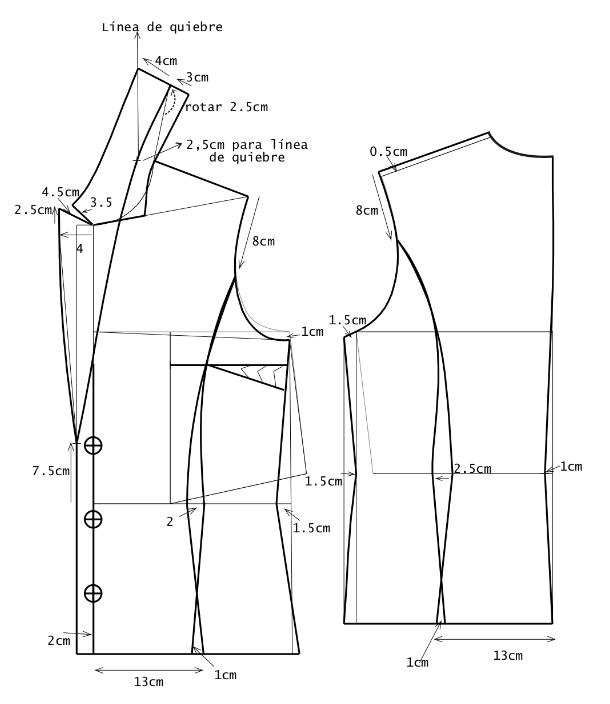 Línea de quiebre
4cm
3cm
rotar 2.5cm
2,5cm para línea
de quiebre
4.5cm
3.5
2.5cm
4
8cm
1cm
7.5cm
1.5cm
2
1.5cm
2cm
1cm
13cm
0.5cm
8cm
1.5cm
2.5cm
1cm
1cm
13cm